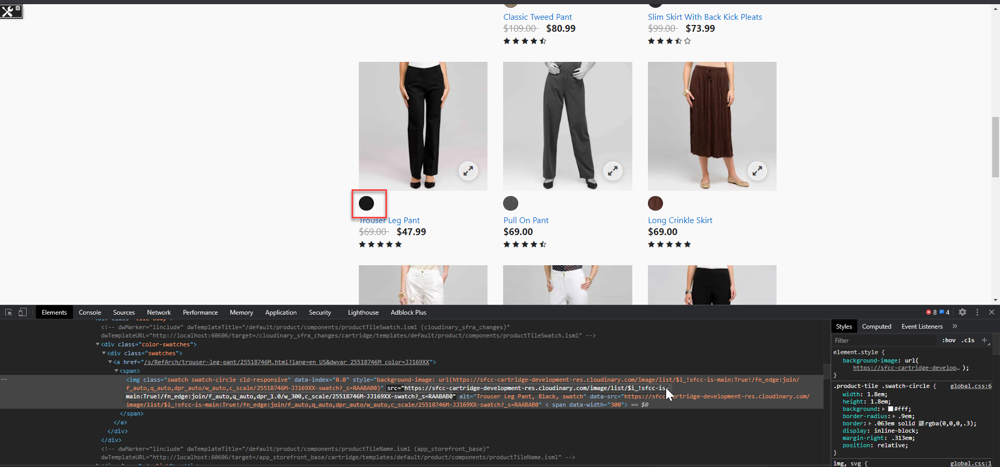 Classic Tweed Pant
$109.00 $80.99
Slim Skirt With Back Kick Pleats
$99.00 $73.99
Trouser Leg Pant
$69.00 $47.99
Pull On Pant
$69.00
Long Crinkle Skirt
$69.00
Elements Console Sources Network Performance Memory Application Security Lighthouse Adblock Plus
8 4
<!-- dwMarker="linclude" dwTemplateTitle="/default/product/components/productTileSwatch.isml (cloudinary_sfra_changes)"
dwTemplateURL="http://localhost:60606/target=/cloudinary_sfra_changes/cartridge/templates/default/product/components/productTileSwatch.isml" -->
<div class="color-swatches">
<div class="swatches">
<a href="/s/RefArch/trouser-leg-pant/25518746M.html?lang=en_US&dwvar_25518746M_color=JJ169XX">
<span>
<img class="swatch swatch-circle cld-responsive" data-index="0.0" style="background-image: url(https://sfcc-cartridge-development-res.cloudinary.com/image/list/$i_!sfcc-is-main:True!/fn_edge:join/
f_auto,q_auto,dpr_auto/w_auto,c_scale/25518746M-JJ169XX-swatch?_s=RAABAB0)" src="https://sfcc-cartridge-development-res.cloudinary.com/image/list/$i_!sfcc-is-
main:True!/fn_edge:join/f_auto,q_auto,dpr_1.0/w_300,c_scale/25518746M-JJ169XX-swatch?_s=RAABAB0" alt="Trouser Leg Pant, Black, swatch" data-src="https://sfcc-cartridge-development-res.cloudinary.com/
image/list/$i_!sfcc-is-main:True!/fn_edge:join/f_auto,q_auto,dpr_auto/w_auto,c_scale/25518746M-JJ169XX-swatch?_s=RAABAB0" < span data-width="300"> == $0
</span>
</a>
</div>
</div>
<!-- dwMarker="linclude" dwTemplateTitle="/default/product/components/productTileName.isml (app_storefront_base)"
dwTemplateURL="http://localhost:60606/target=/app_storefront_base/cartridge/templates/default/product/components/productTileName.isml" -->
Styles Computed Event Listeners
Filter :hov .cls
element.style {
background-image: url(
https://sfcc-cartridge-develop… );
}
.product-tile .swatch-circle { global.css:6
width: 1.8em;
height: 1.8em;
background: #fff;
border-radius: .9em;
border: .063em solid rgba(0,0,0,.3);
display: inline-block;
margin-right: .313em;
position: relative;
}
img, svg { global.css:1